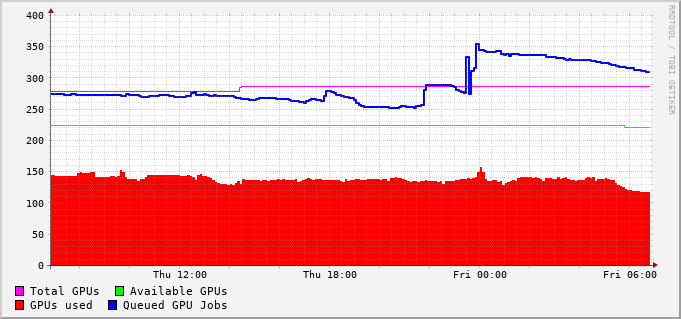 400
350
300
250
200
150
100
50
0
Thu 12:00 Thu 18:00 Fri 00:00 Fri 06:00
Total GPUs Available GPUs
GPUs used Queued GPU Jobs
RRDTOOL / TOBI OETIKER